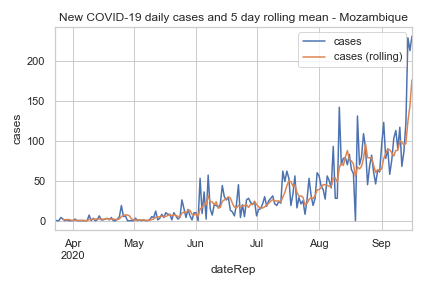 New COVID-19 daily cases and 5 day rolling mean - Mozambique
cases
cases (rolling)
200
150
100
50
0
cases
Apr
2020
May
Jun
Jul
Aug
Sep
dateRep